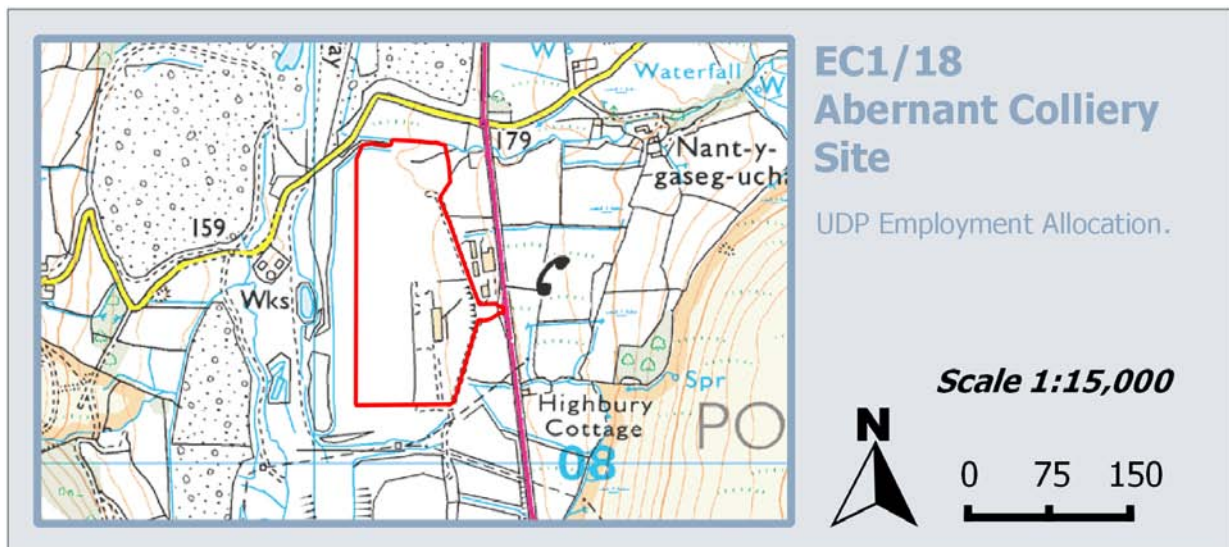 EC1/18
Abernant Colliery
Site
UDP Employment Allocation.
W
Waterfall
W
179
Nant-y-
gaseg-ucha
159
Wks
Spr
Highbury
Cottage
PO
08
Scale 1:15,000
N
0 75 150